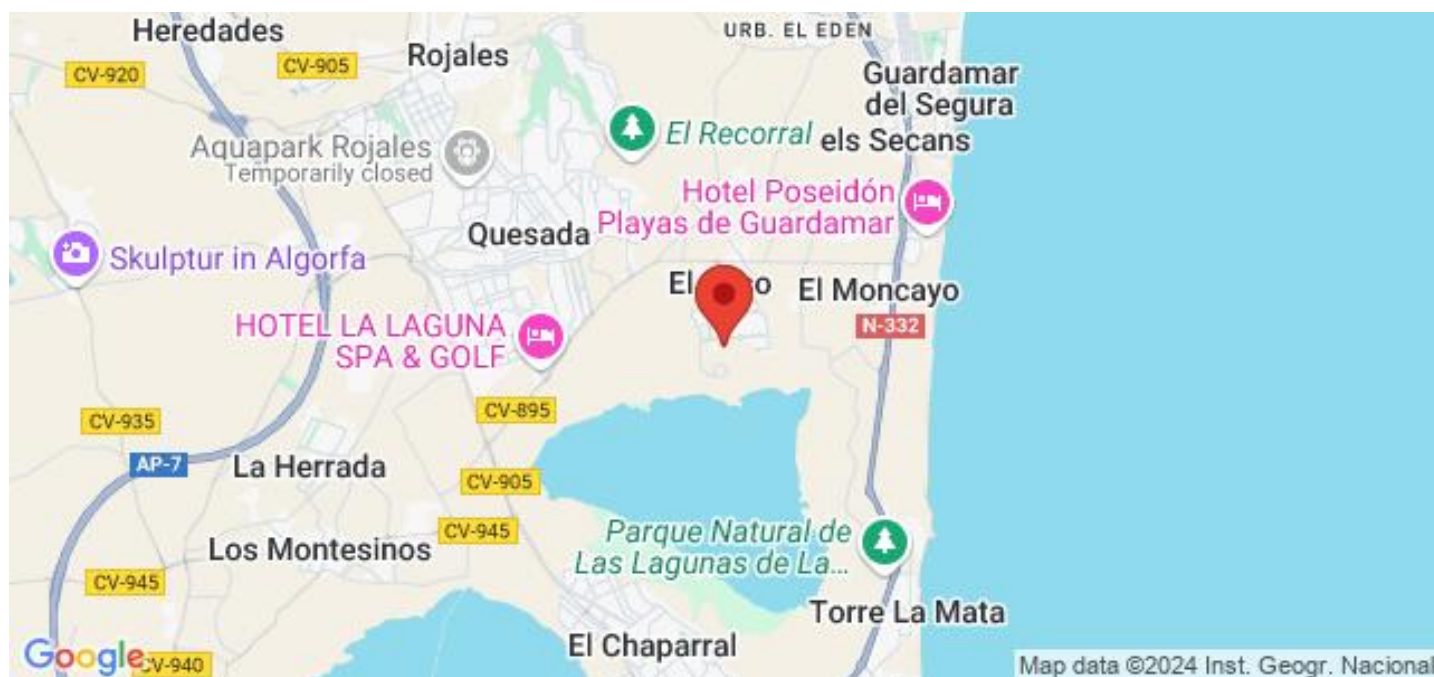 Heredades
URB. EL EDEN
CV-920
CV-905
Rojales
Guardamar
del Segura
Aquapark Rojales
Temporarily closed
El Recorral
els Secans
Hotel Poseidón
Playas de Guardamar
Quesada
Skulptur in Algorfa
El
El Moncayo
HOTEL LA LAGUNA
SPA & GOLF
N-332
CV-935
CV-895
AP-7
La Herrada
CV-905
CV-945
Los Montesinos
Parque Natural de
Las Lagunas de La...
CV-945
Torre La Mata
El Chaparral
Google
CV-940
Map data ©2024 Inst. Geogr. Nacional